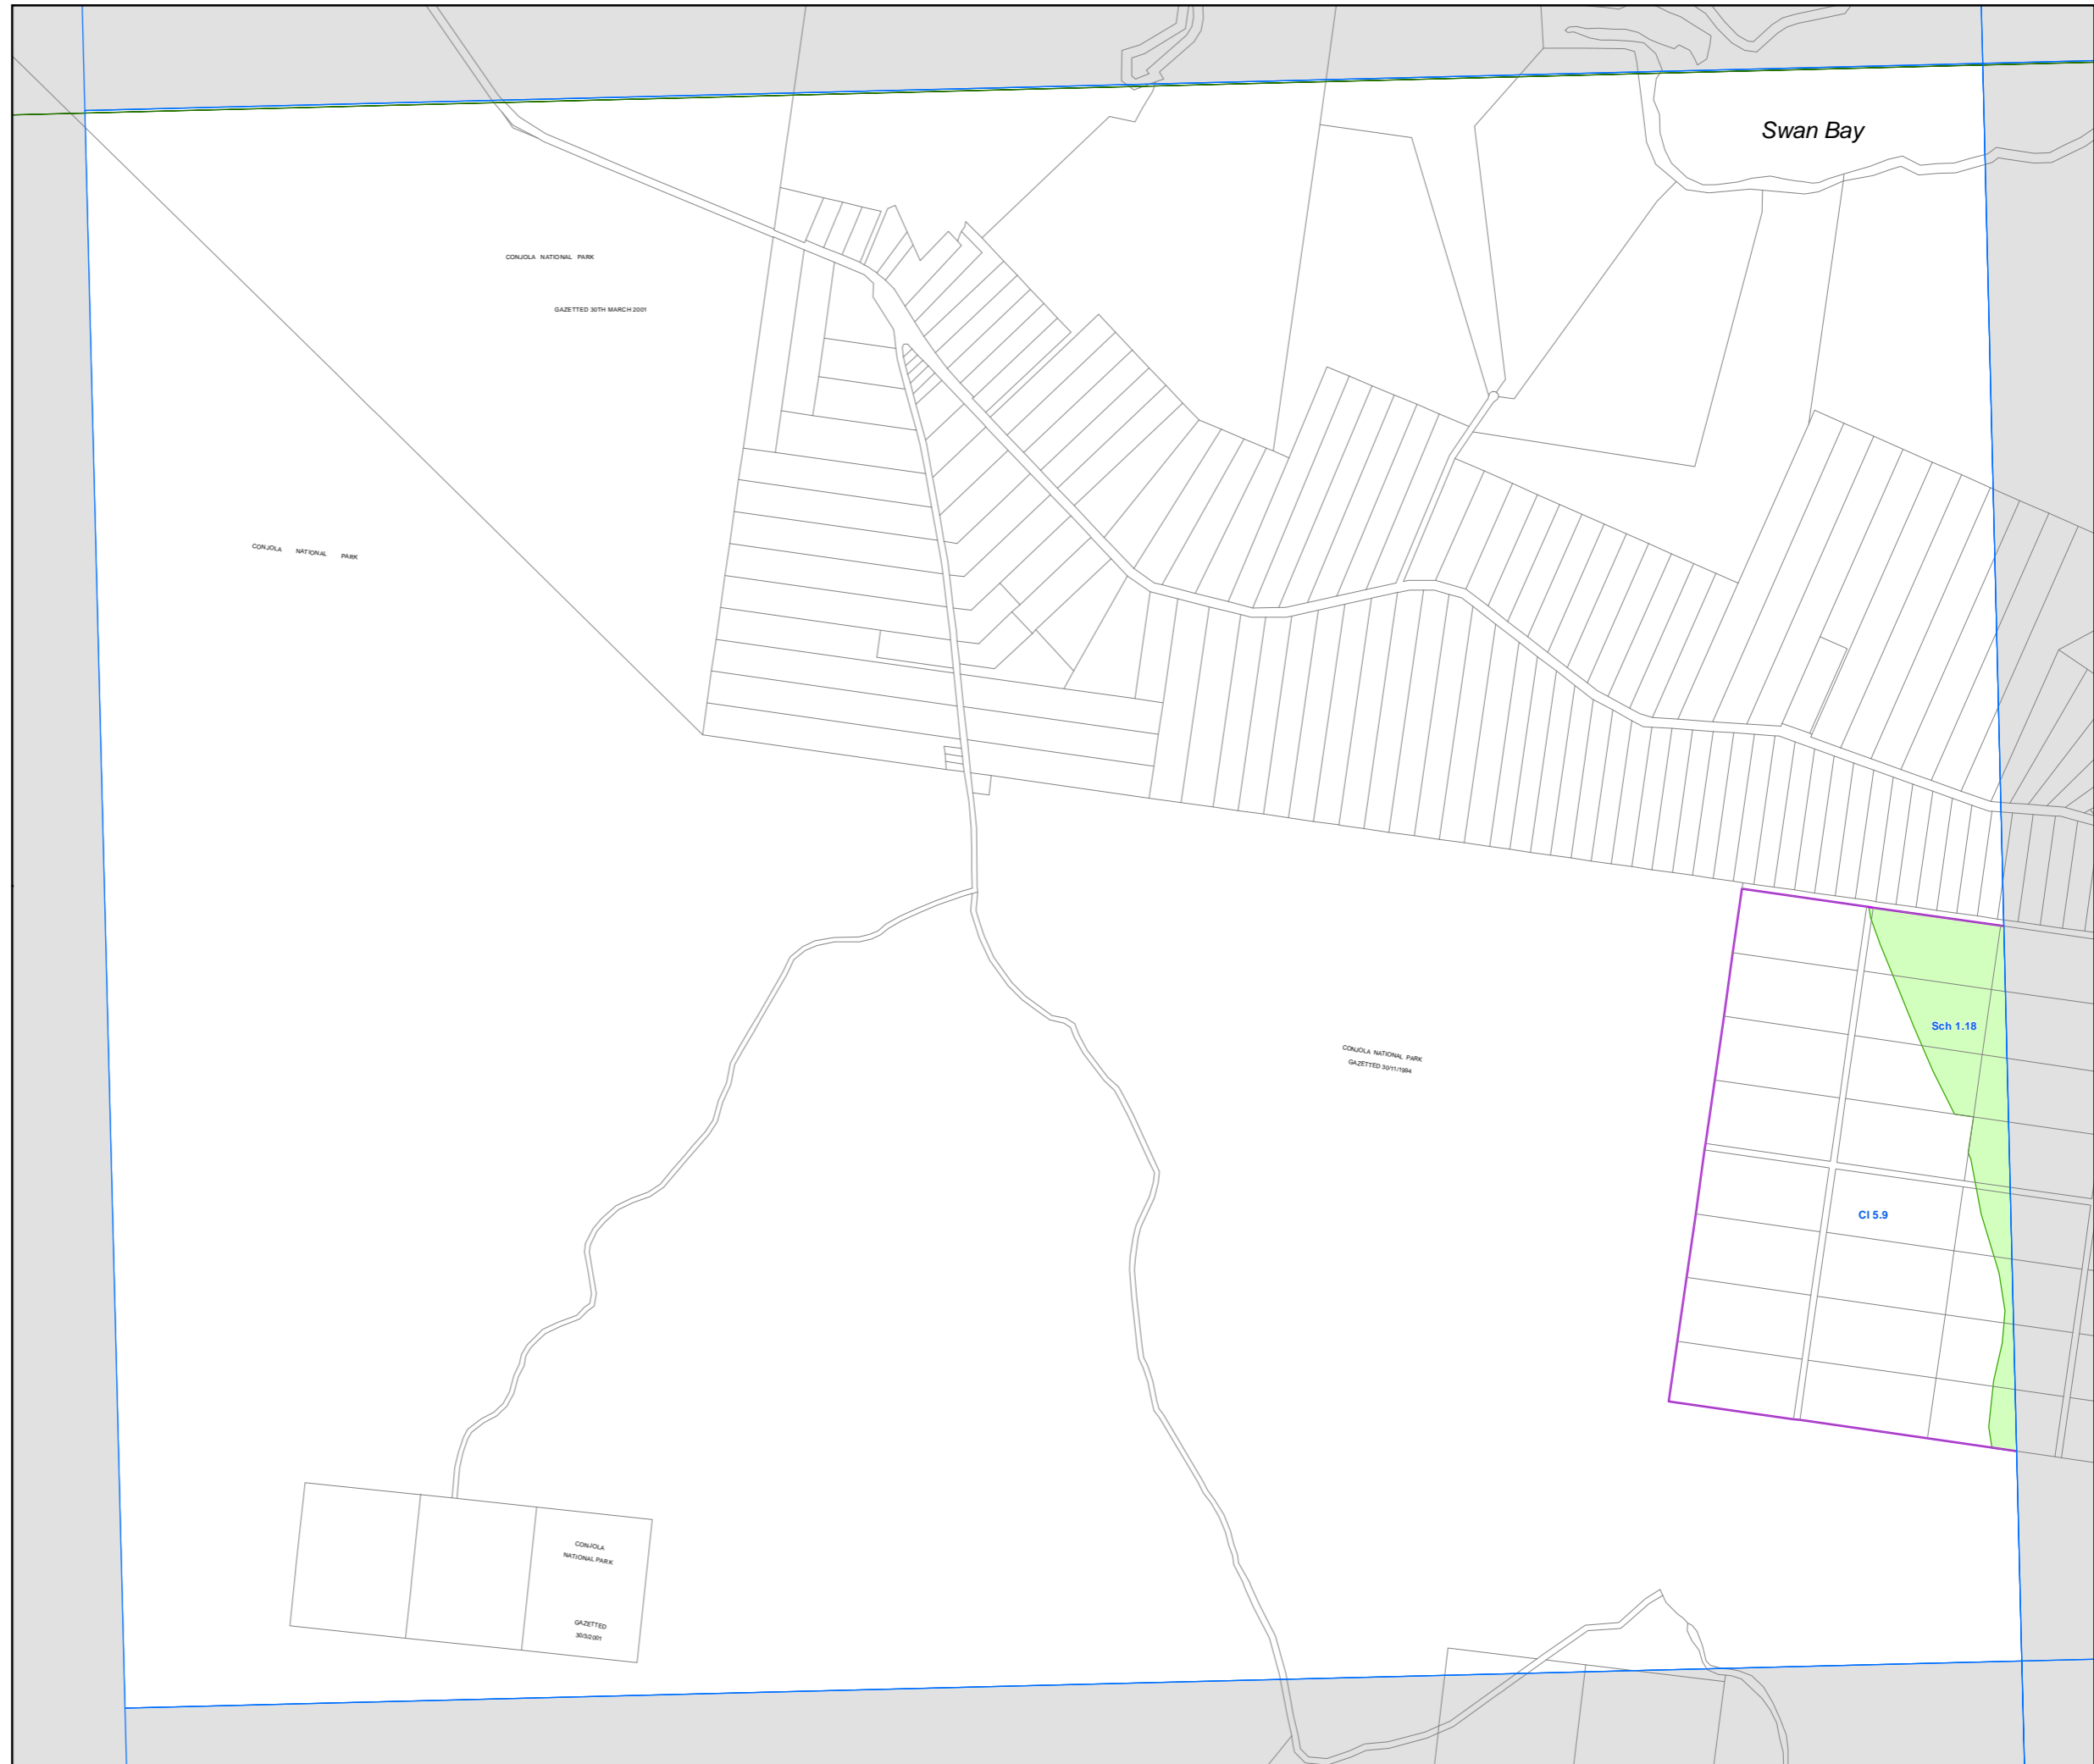 Swan Bay
CONJOLA NATIONAL PARK
GAZETTED 30TH MARCH 2001
CONJOLA NATIONAL PARK
Sch 1.18
CONJOLA NATIONAL PARK
GAZETTED 30/11/1994
Cl 5.9
CONJOLA
NATIONAL PARK
GAZETTED
30/3/2001